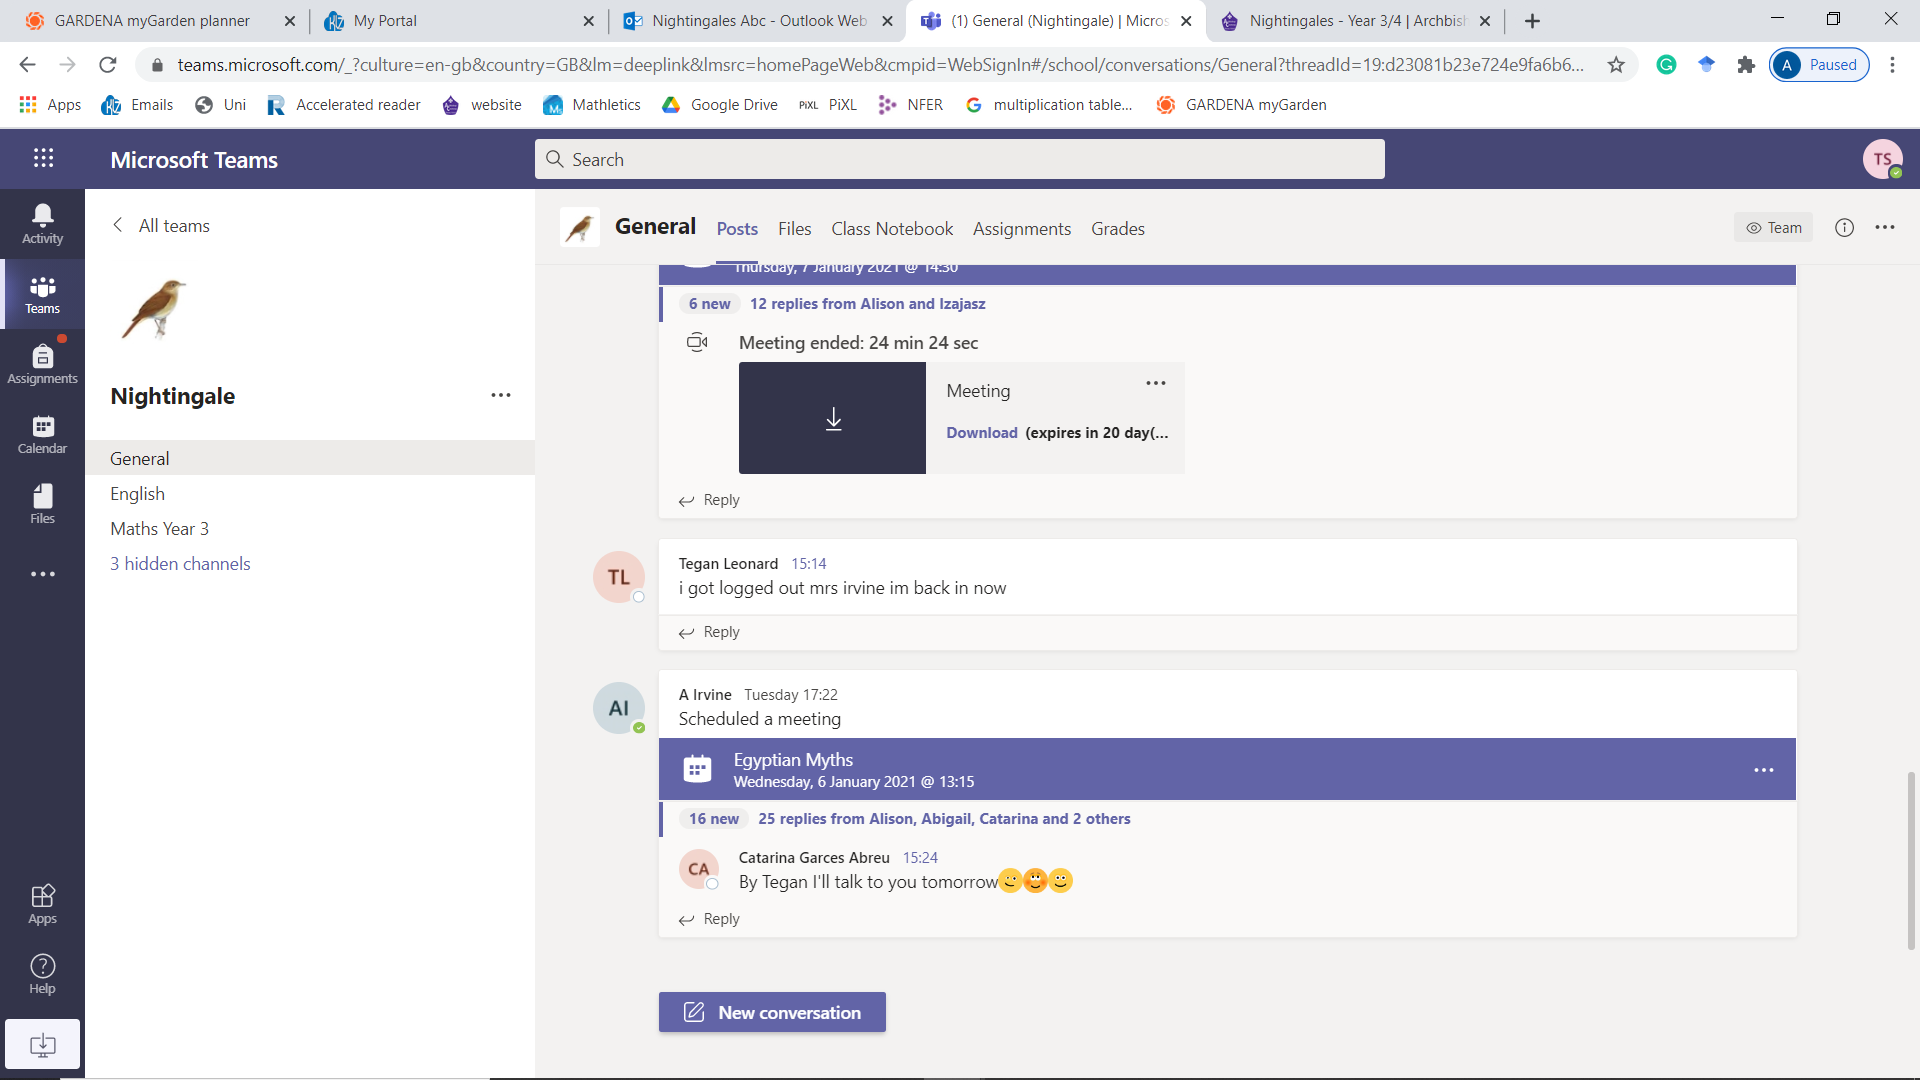 GARDENA myGarden planner
My Portal
Nightingales Abc - Outlook Web
(1) General (Nightingale) | Micros
Nightingales - Year 3/4 | Archbish
teams.microsoft.com/_?culture=en-gb&country=GB&lm=deeplink&lmsrc=homePageWeb&cmpid=WebSignIn#/school/conversations/General?threadId=19:d23081b23e724e9fa6b6...
A Paused
Apps Emails Uni Accelerated reader website Mathletics Google Drive PiXL PiXL NFER multiplication table... GARDENA myGarden
Microsoft Teams
Search
TS
Activity
Teams
Assignments
Calendar
Files
Apps
Help
All teams
Nightingale
General
English
Maths Year 3
3 hidden channels
General Posts Files Class Notebook Assignments Grades
Team
Thursday, 7 January 2021 @ 14:30
6 new 12 replies from Alison and Izajasz
Meeting ended: 24 min 24 sec
Meeting
Download (expires in 20 day(...
Reply
TL
Tegan Leonard 15:14
i got logged out mrs irvine im back in now
Reply
AI
A Irvine Tuesday 17:22
Scheduled a meeting
Egyptian Myths
Wednesday, 6 January 2021 @ 13:15
16 new 25 replies from Alison, Abigail, Catarina and 2 others
CA
Catarina Garces Abreu 15:24
By Tegan I'll talk to you tomorrow
Reply
New conversation